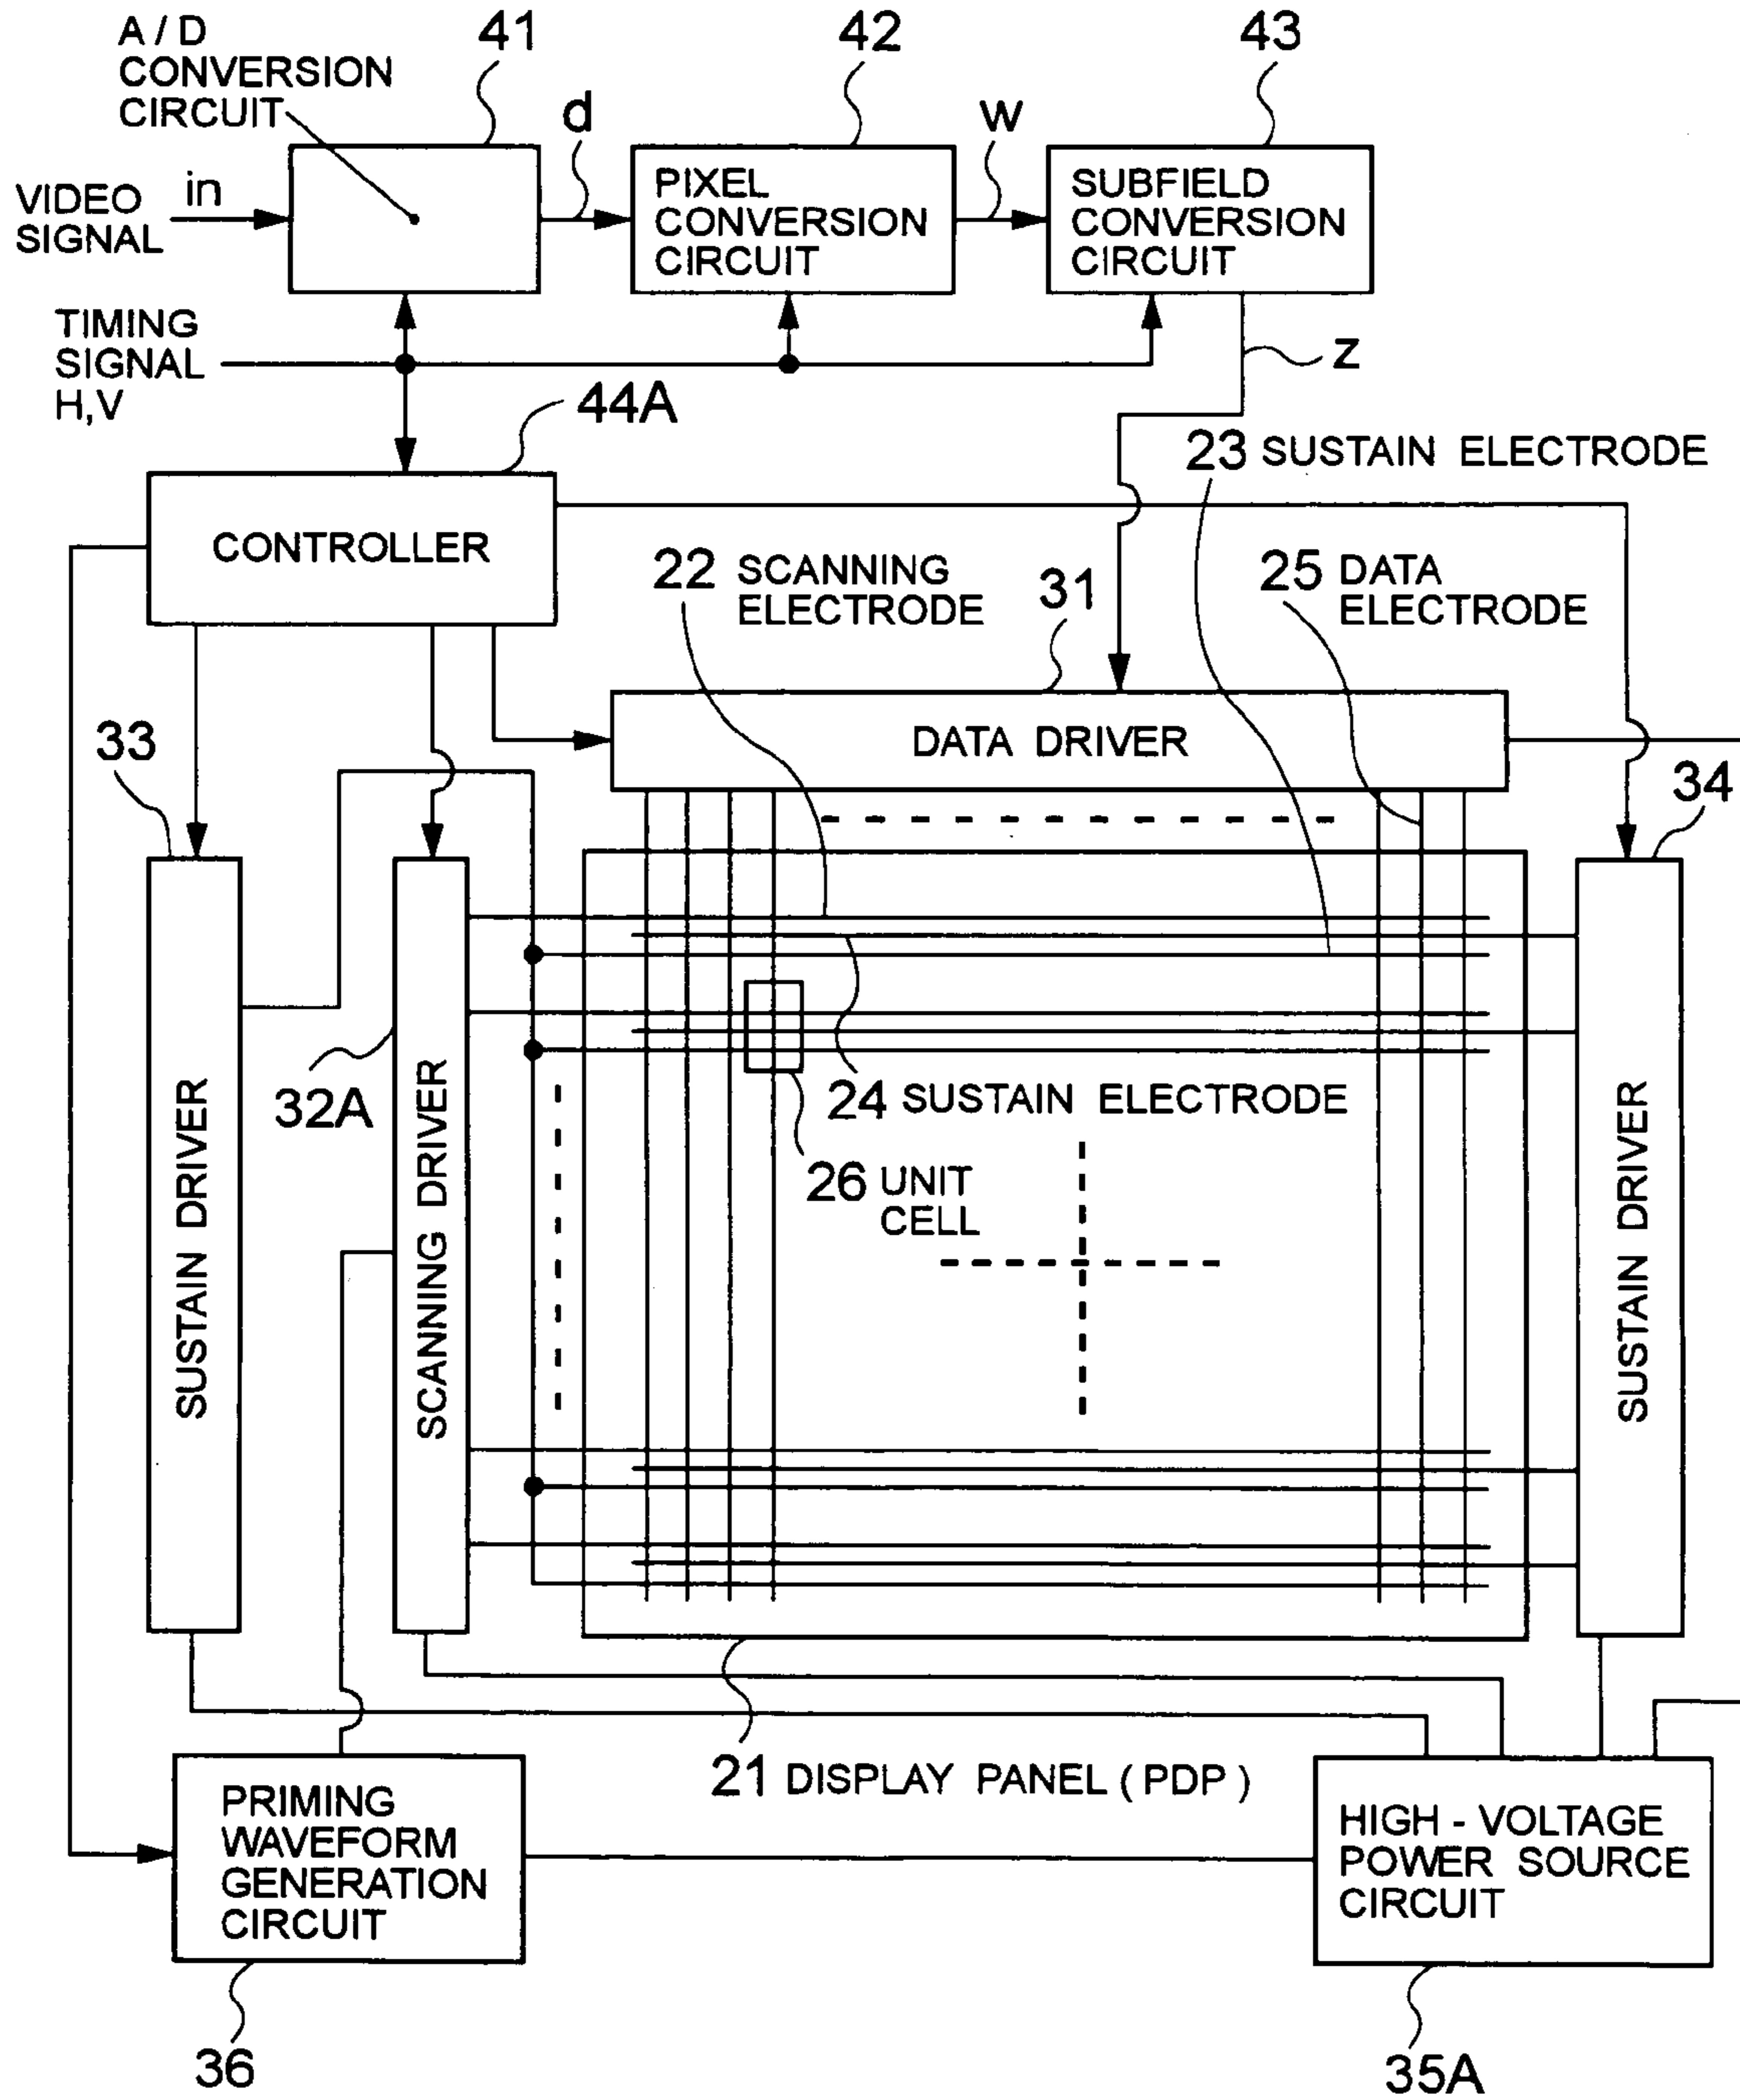 A / D
CONVERSION
CIRCUIT
41
42
43
d
w
in
VIDEO
SIGNAL
PIXEL
CONVERSION
CIRCUIT
SUBFIELD
CONVERSION
CIRCUIT
TIMING
SIGNAL
H,V
z
44A
23 SUSTAIN ELECTRODE
CONTROLLER
22 SCANNING
ELECTRODE
31
25 DATA
ELECTRODE
DATA DRIVER
33
34
32A
24 SUSTAIN ELECTRODE
26 UNIT
CELL
SUSTAIN DRIVER
SCANNING DRIVER
SUSTAIN DRIVER
21 DISPLAY PANEL ( PDP )
PRIMING
WAVEFORM
GENERATION
CIRCUIT
HIGH - VOLTAGE
POWER SOURCE
CIRCUIT
36
35A